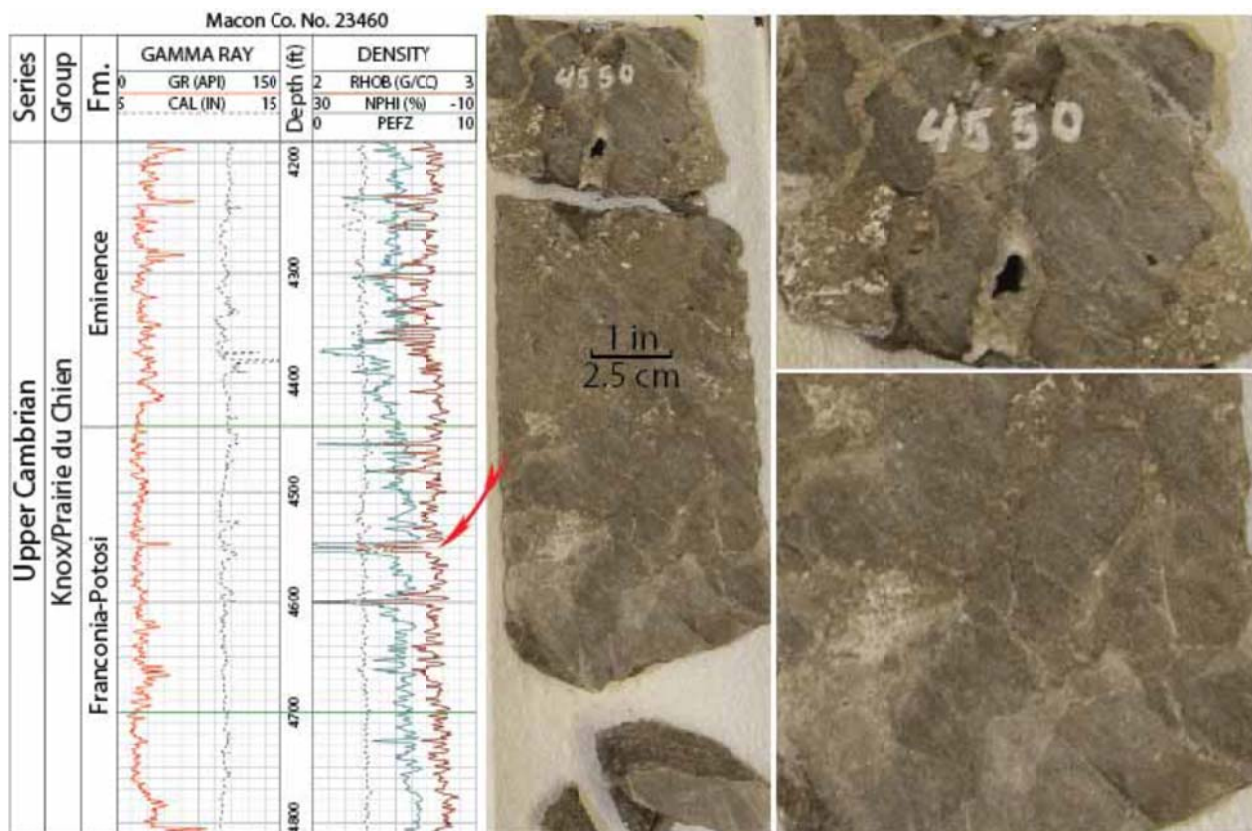 Macon Co. No. 23460
Series
Group
Fm.
GAMMA RAY
0 GR (API) 150
5 CAL (IN) 15
Depth (ft)
DENSITY
2 RHOB (G/CC) 3
30 NPHI (%) -10
0 PEFZ 10
Upper Cambrian
Knox/Prairie du Chien
Eminence
Franconia-Potosi
4200
4300
4400
4500
4600
4700
4800
4550
1 in
2.5 cm
4550